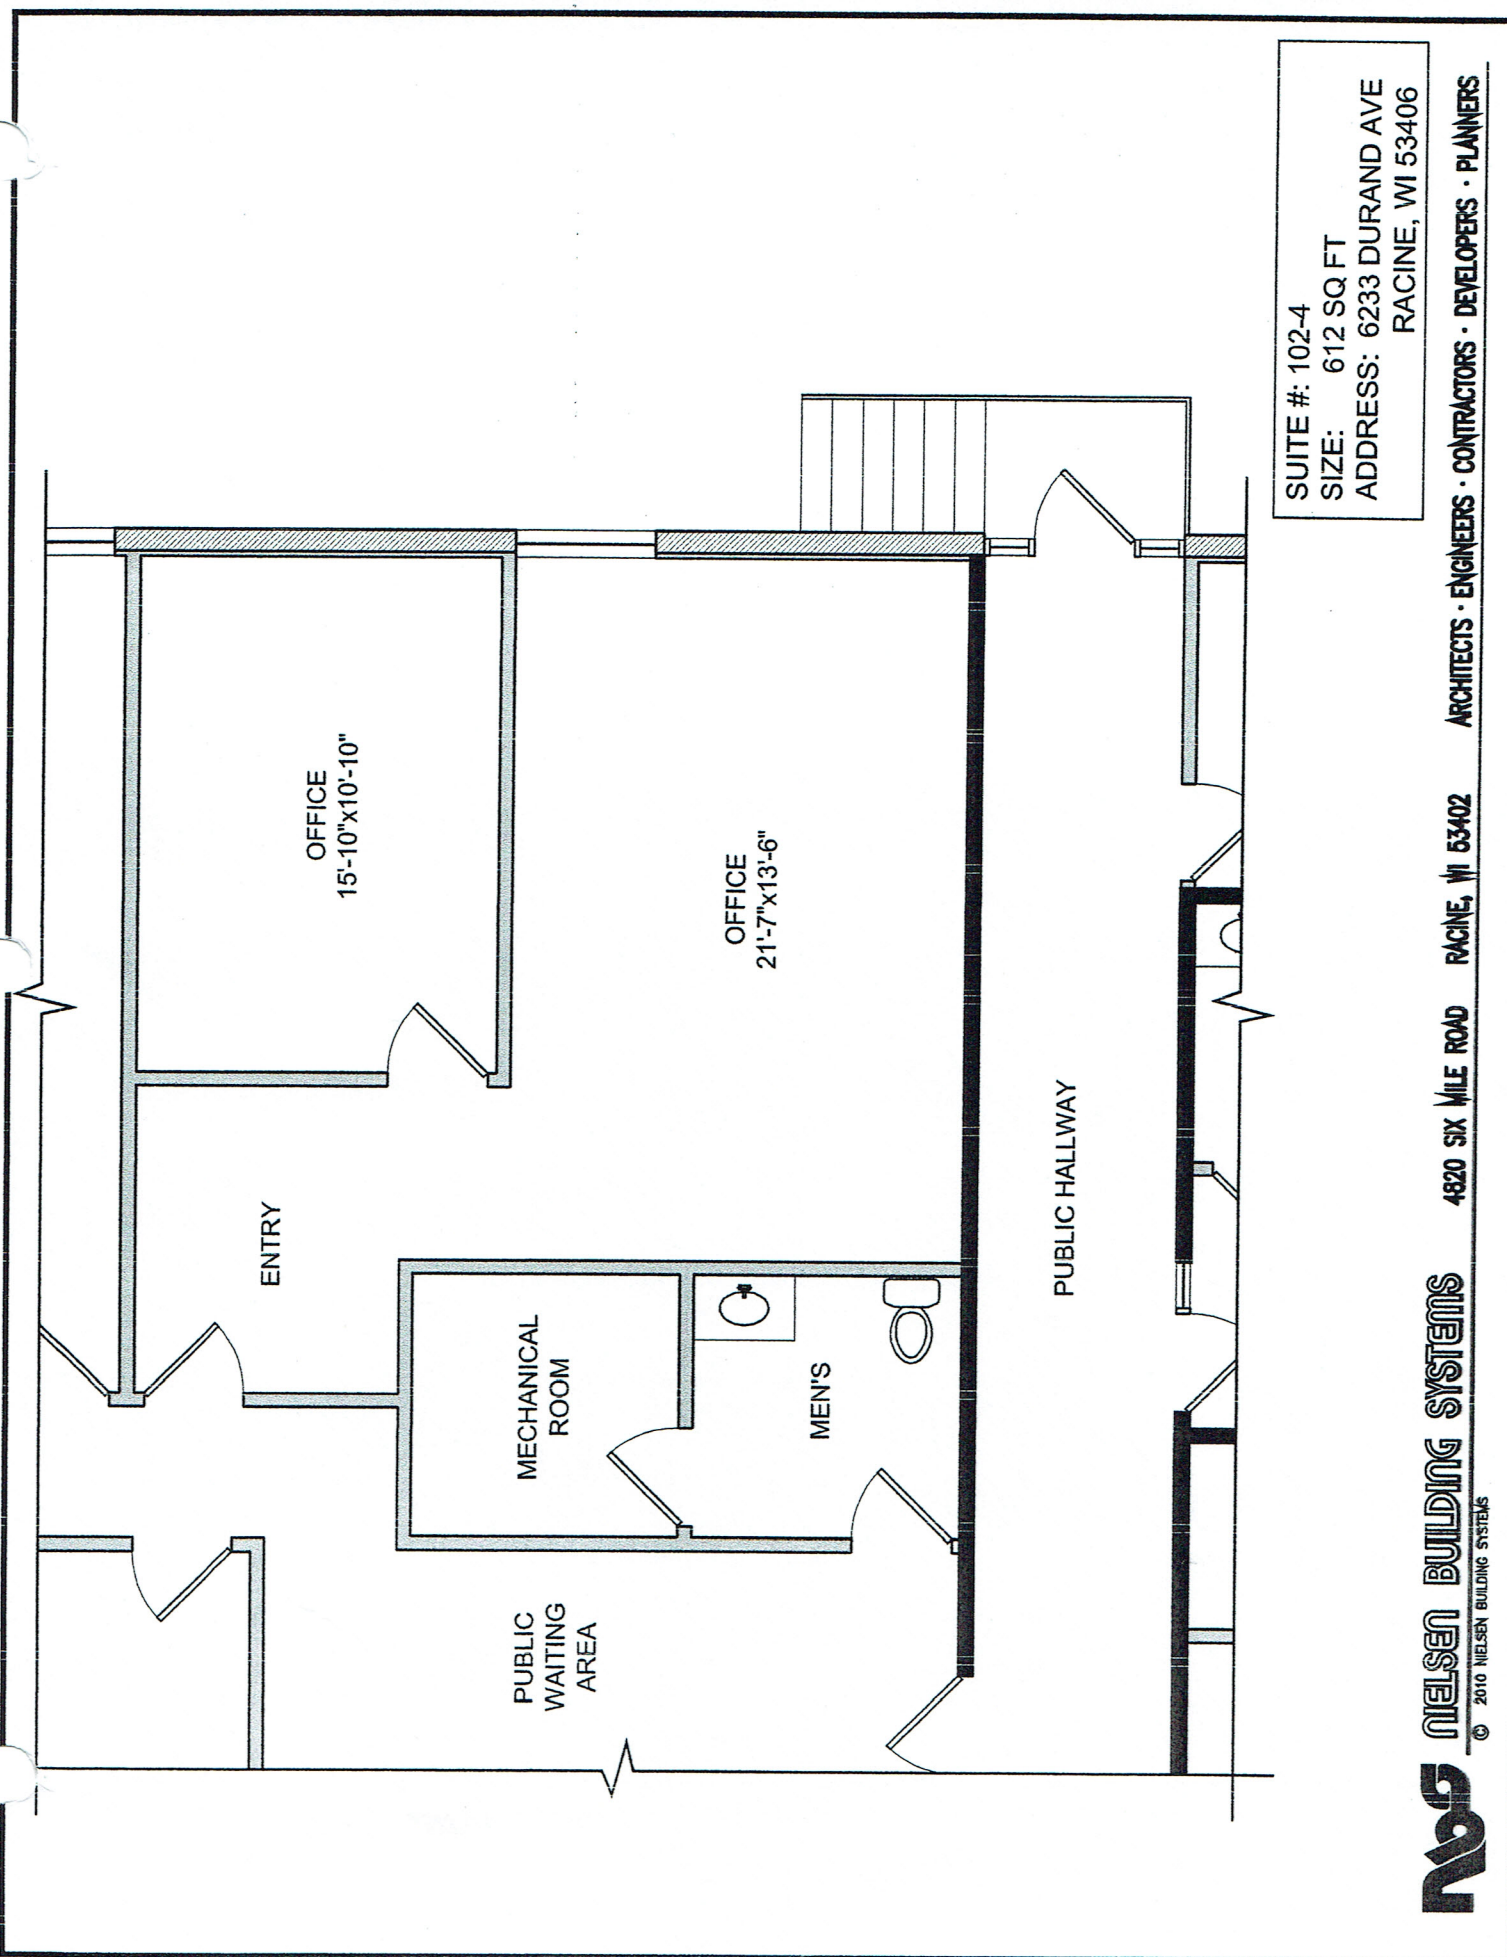 OFFICE
15'-10"x10'-10"
ENTRY
OFFICE
21'-7"x13'-6"
MECHANICAL
ROOM
MEN'S
PUBLIC
WAITING
AREA
PUBLIC HALLWAY
SUITE #: 102-4
SIZE: 612 SQ FT
ADDRESS: 6233 DURAND AVE
RACINE, WI 53406
NIELSEN BUILDING SYSTEMS
4820 SIX MILE ROAD RACINE, WI 53402 ARCHITECTS · ENGINEERS · CONTRACTORS · DEVELOPERS · PLANNERS
© 2010 NIELSEN BUILDING SYSTEMS